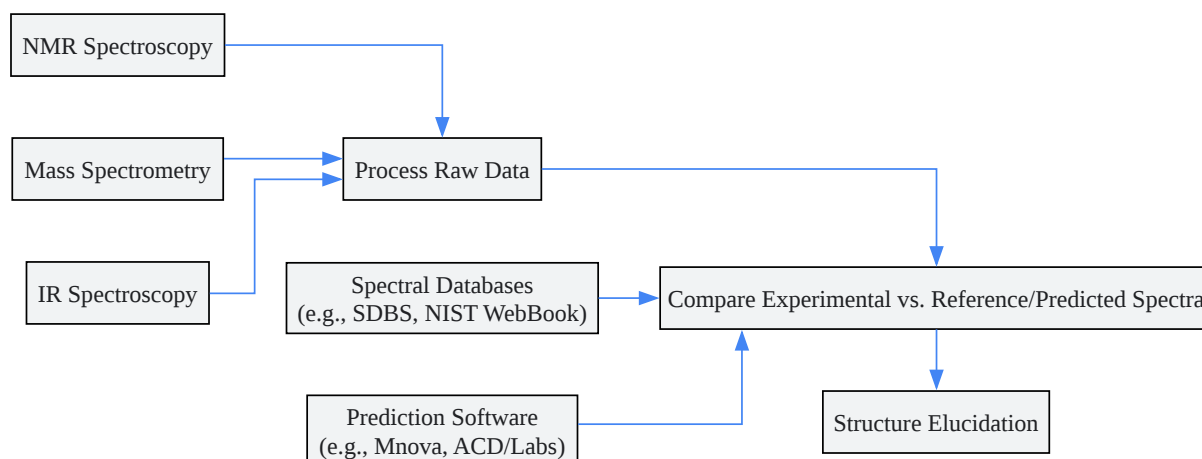 NMR Spectroscopy
Mass Spectrometry
Process Raw Data
IR Spectroscopy
Spectral Databases
(e.g., SDBS, NIST WebBook)
Compare Experimental vs. Reference/Predicted Spectra
Prediction Software
(e.g., Mnova, ACD/Labs)
Structure Elucidation